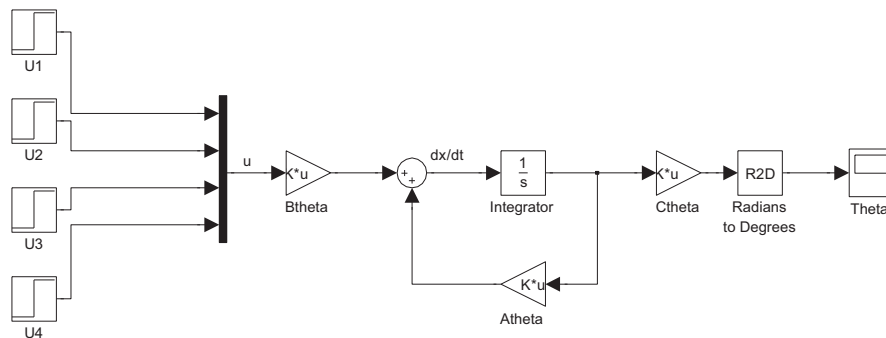 U1
U2
U3
U4
u
K*u
Btheta
+
+
dx/dt
1
s
Integrator
K*u
Atheta
K*u
Ctheta
R2D
Radians
to Degrees
Theta